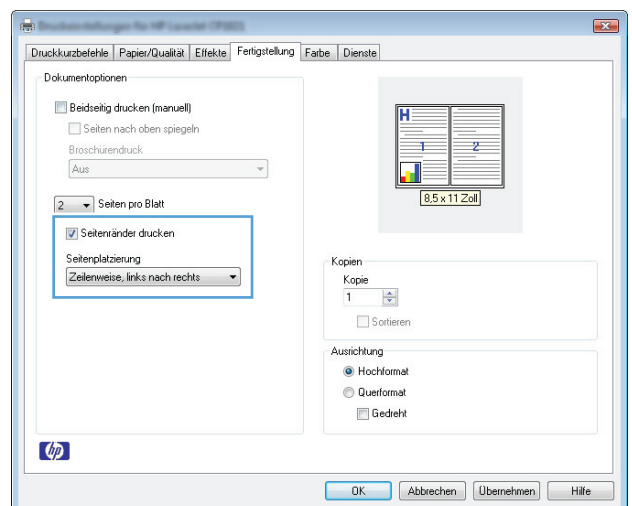 Druckkurzbefehle Papier/Qualität Effekte Fertigstellung Farbe Dienste
Dokumentoptionen
Beidseitig drucken (manuell)
Seiten nach oben spiegeln
Broschürendruck
Aus
2 Seiten pro Blatt
Seitenränder drucken
Seitenplatzierung
Zeilenweise, links nach rechts
H
1 2
8,5 x 11 Zoll
Kopien
Kopie
1
Sortieren
Ausrichtung
Hochformat
Querformat
Gedreht
hp
OK Abbrechen Übernehmen Hilfe